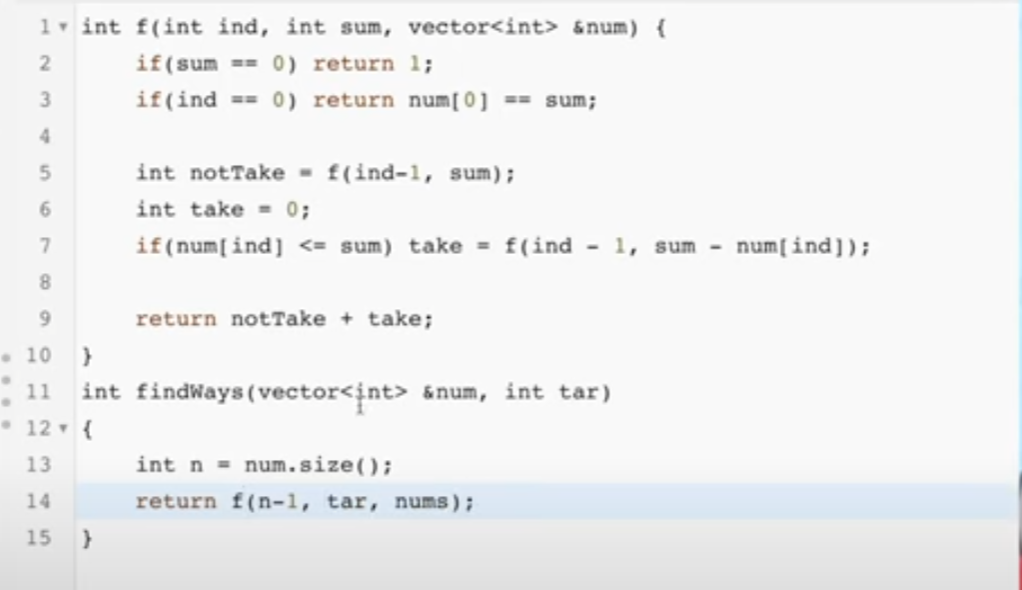 1 int f(int ind, int sum, vector<int> &num) {
2     if(sum == 0) return 1;
3     if(ind == 0) return num[0] == sum;
4
5     int notTake = f(ind-1, sum);
6     int take = 0;
7     if(num[ind] <= sum) take = f(ind - 1, sum - num[ind]);
8
9     return notTake + take;
10 }
11 int findWays(vector<int> &num, int tar)
12 {
13     int n = num.size();
14     return f(n-1, tar, nums);
15 }